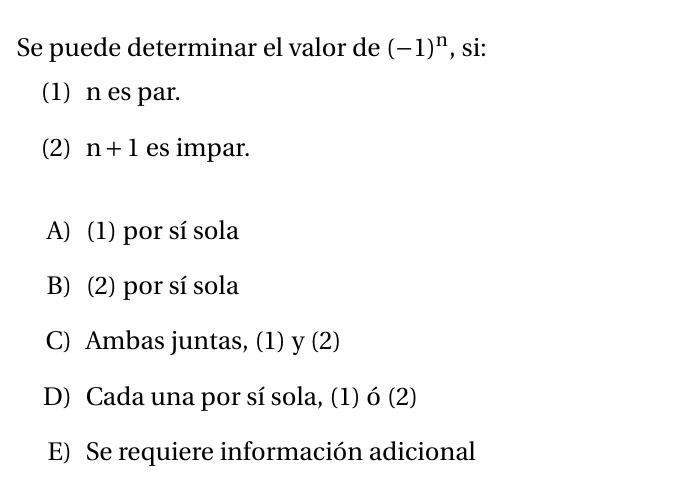 Se puede determinar el valor de (−1)ⁿ, si:
(1) n es par.
(2) n + 1 es impar.
A) (1) por sí sola
B) (2) por sí sola
C) Ambas juntas, (1) y (2)
D) Cada una por sí sola, (1) ó (2)
E) Se requiere información adicional